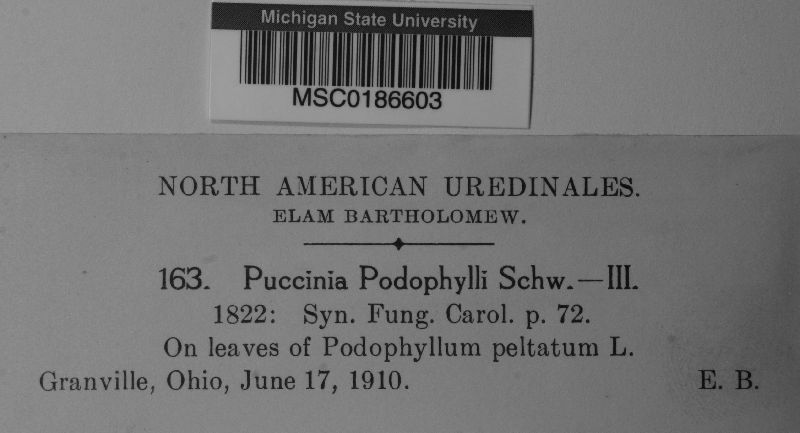 Michigan State University
MSC0186603
NORTH AMERICAN UREDINALES.
ELAM BARTHOLOMEW.
163. Puccinia Podophylli Schw.—III.
1822: Syn. Fung. Carol. p. 72.
On leaves of Podophyllum peltatum L.
Granville, Ohio, June 17, 1910. E. B.